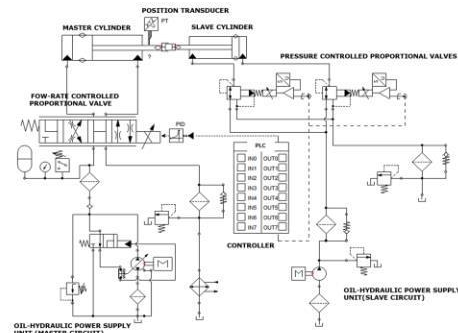 POSITION TRANSDUCER
PT
MASTER CYLINDER
SLAVE CYLINDER
PRESSURE CONTROLLED PROPORTIONAL VALVES
FOW-RATE CONTROLLED
PROPORTIONAL VALVE
PID
PLC
IN0 OUT0
IN1 OUT1
IN2 OUT2
IN3 OUT3
IN4 OUT4
IN5 OUT5
IN6 OUT6
IN7 OUT7
CONTROLLER
M
M
OIL-HYDRAULIC POWER SUPPLY
UNIT(SLAVE CIRCUIT)
OIL-HYDRAULIC POWER SUPPLY
UNIT (MASTER CIRCUIT)